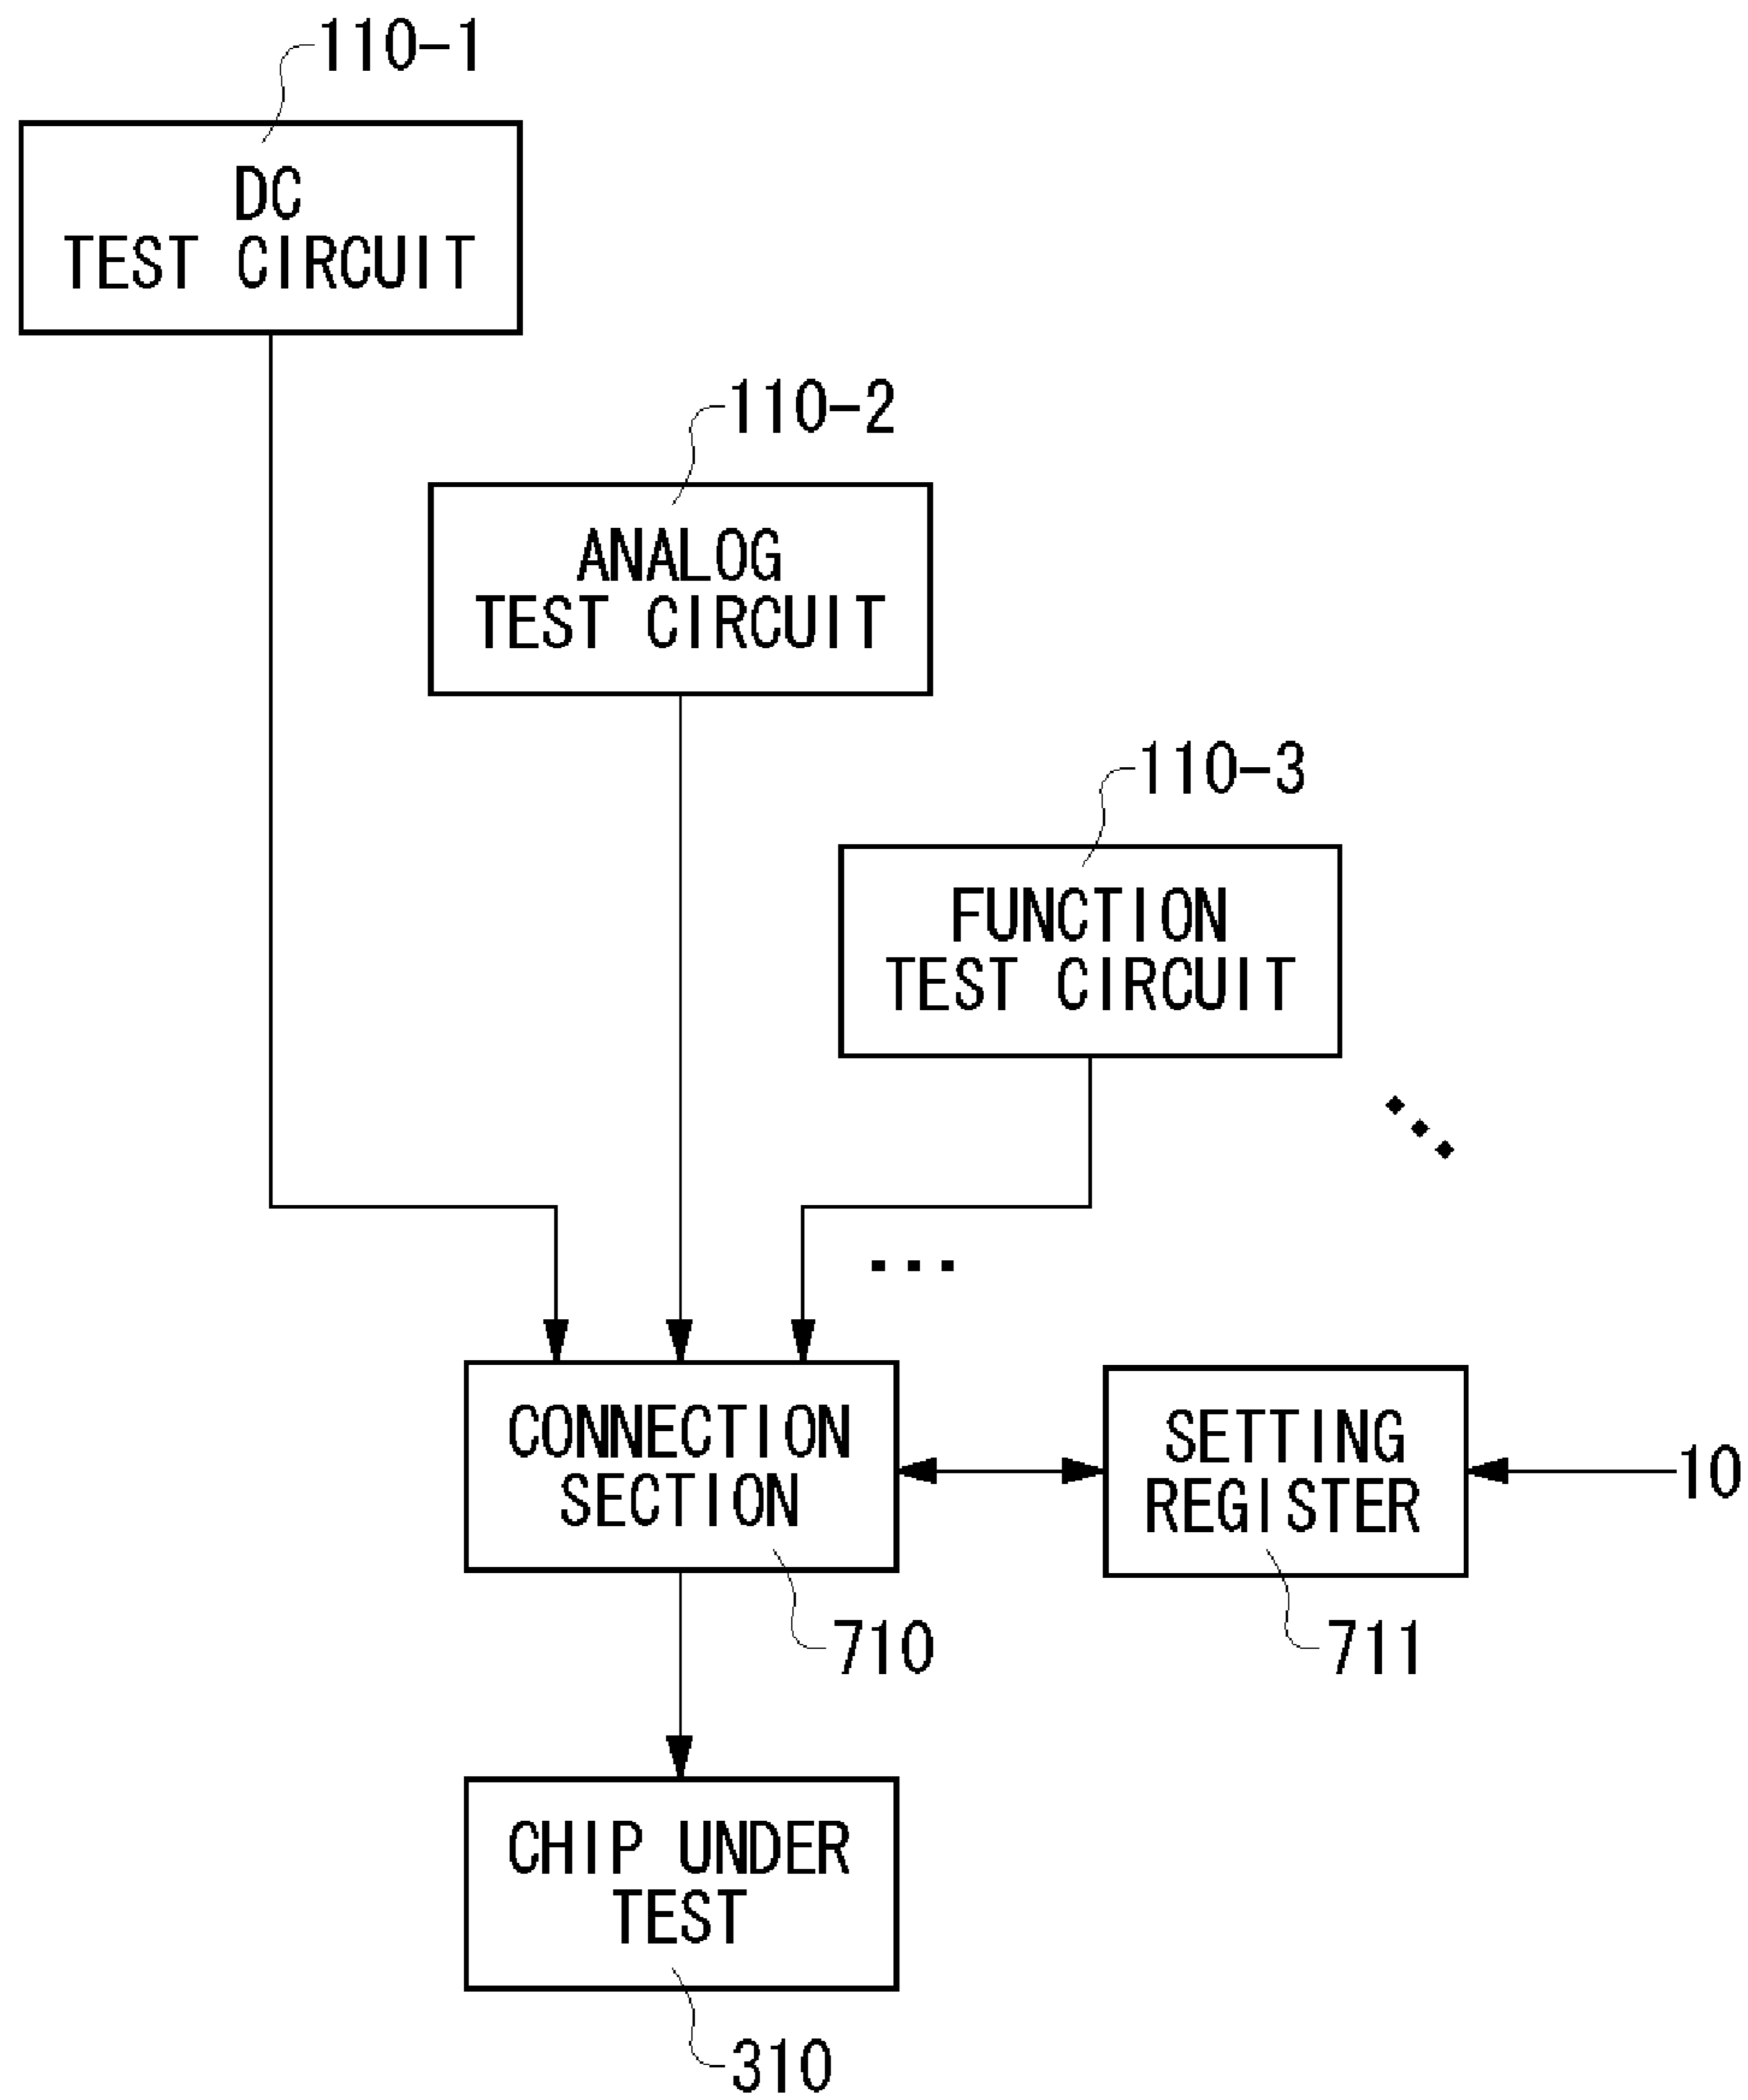 110-1
DC
TEST CIRCUIT
110-2
ANALOG
TEST CIRCUIT
110-3
FUNCTION
TEST CIRCUIT
CONNECTION
SECTION
SETTING
REGISTER
10
710
711
CHIP UNDER
TEST
310